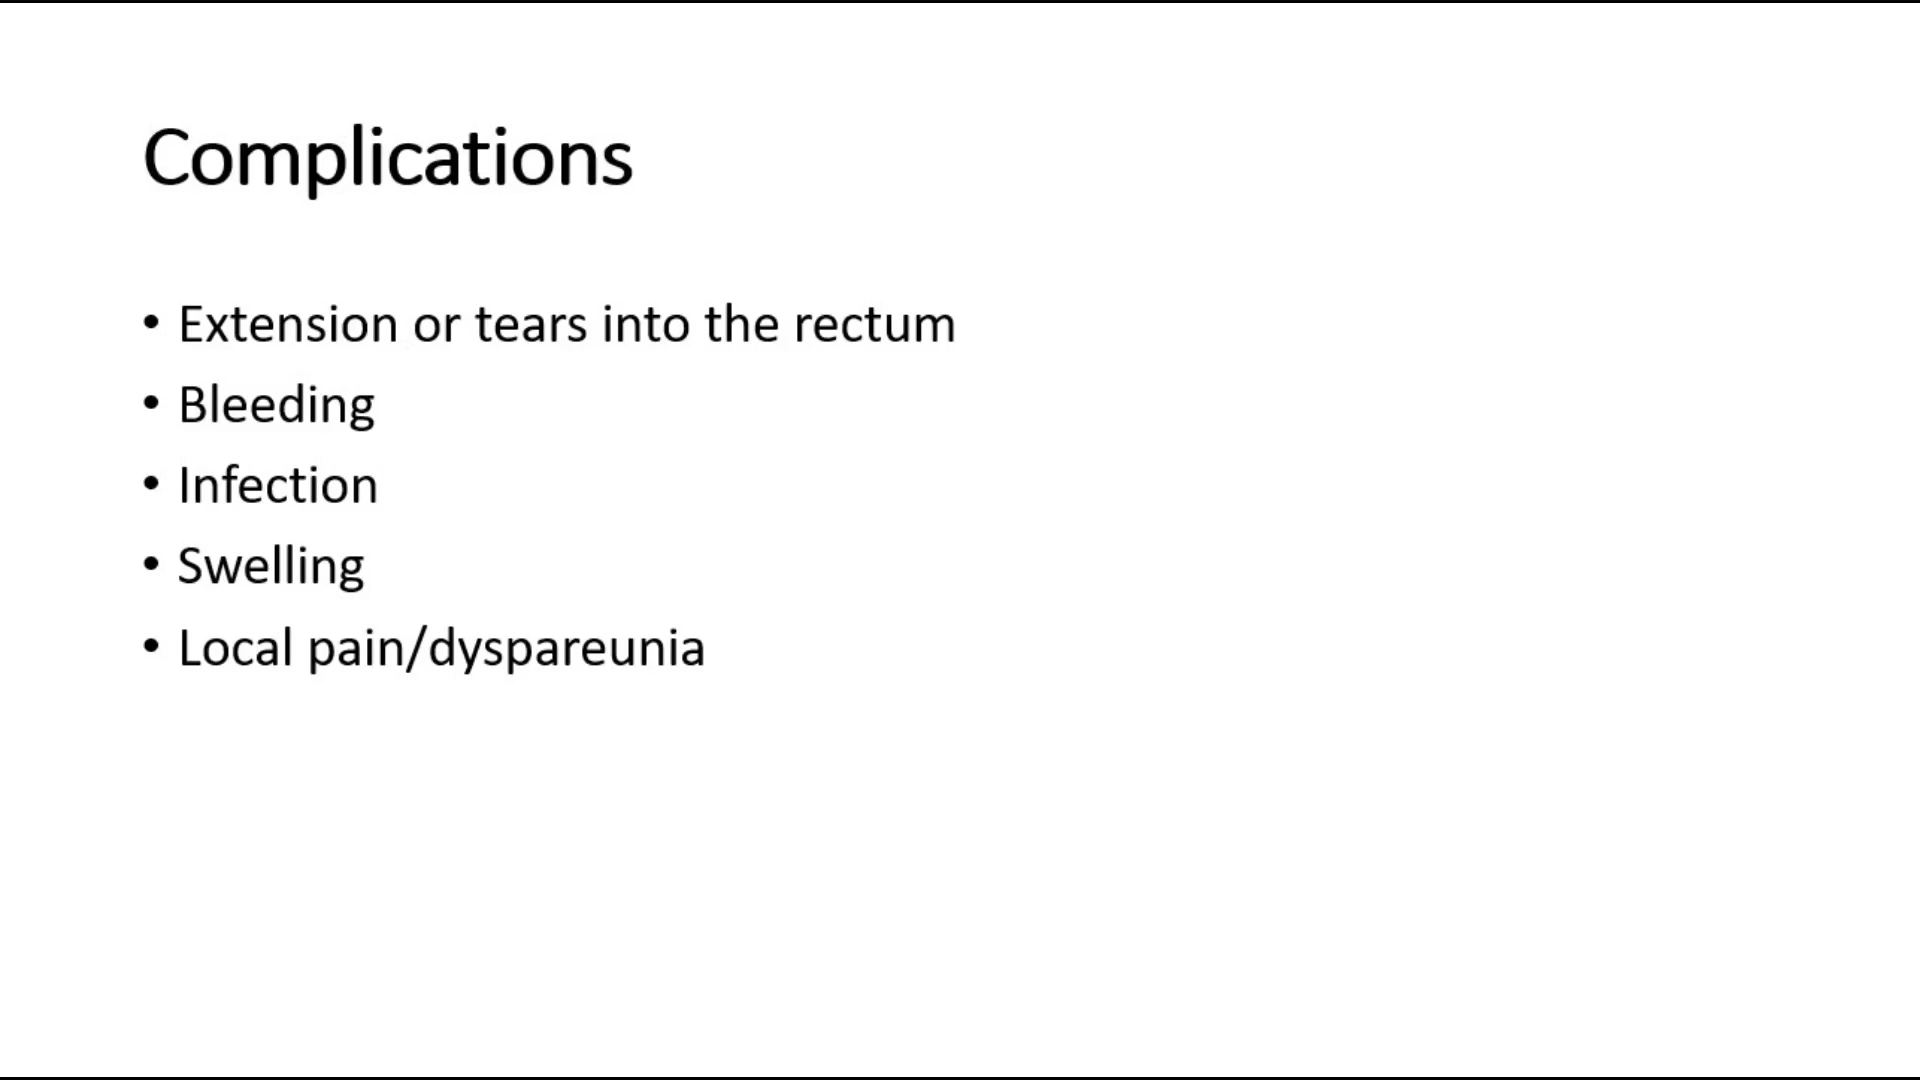 Complications
• Extension or tears into the rectum
• Bleeding
• Infection
• Swelling
• Local pain/dyspareunia